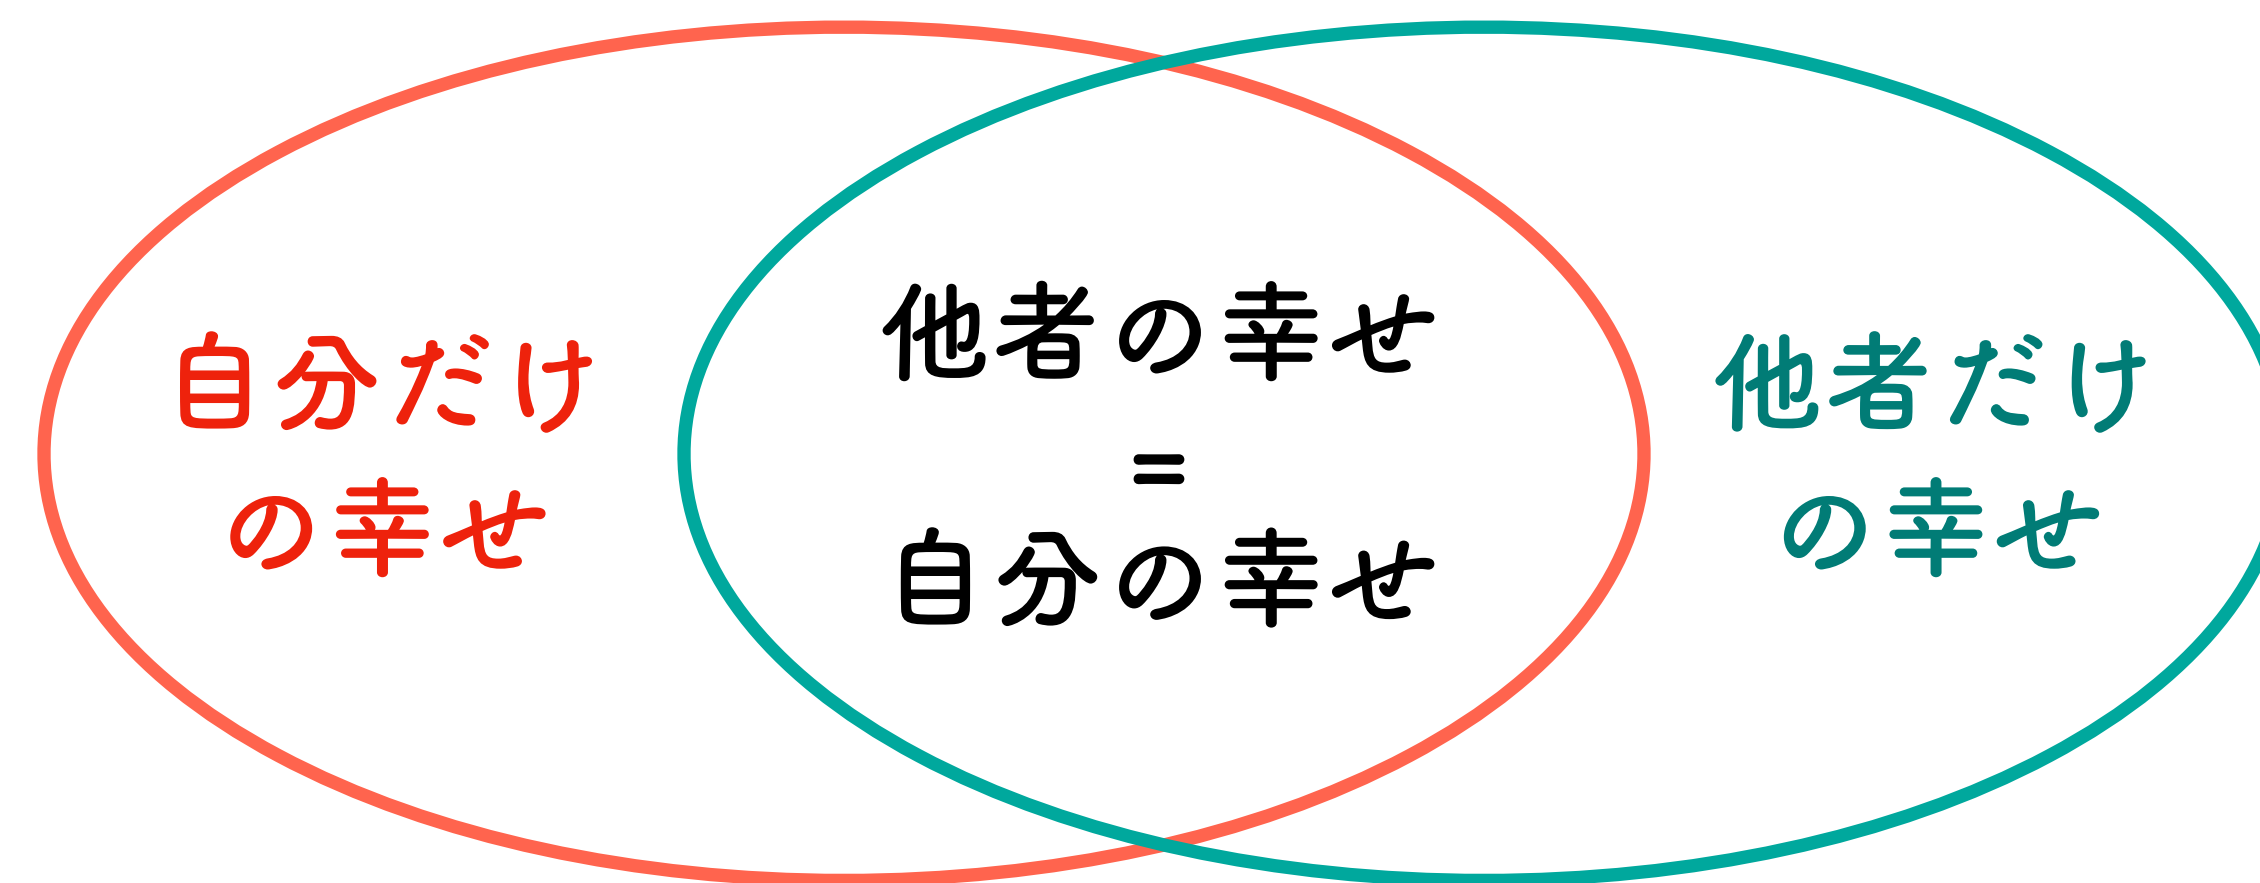 自分だけ
の幸せ
他者の幸せ
=
自分の幸せ
他者だけ
の幸せ